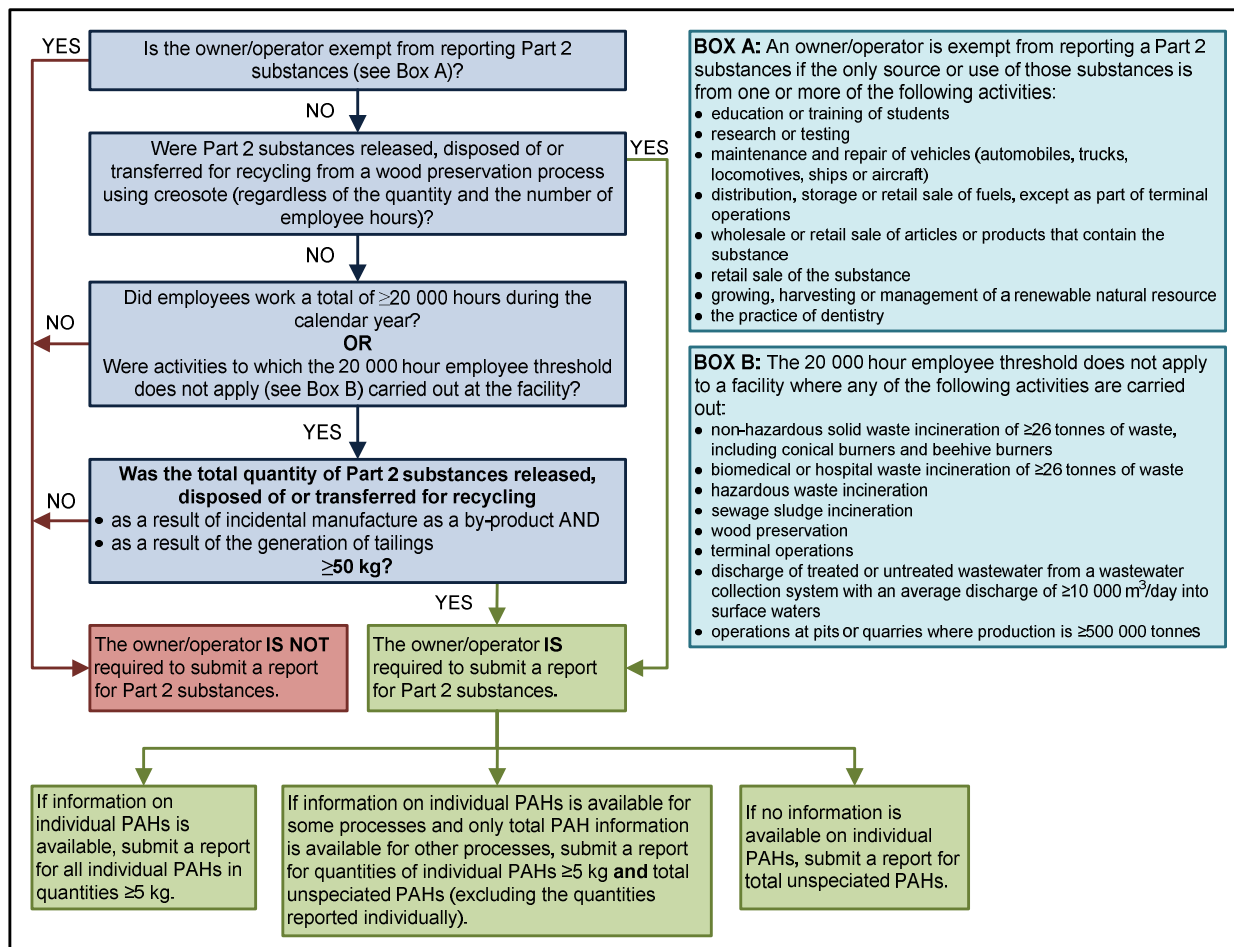 YES
Is the owner/operator exempt from reporting Part 2
substances (see Box A)?
NO
Were Part 2 substances released, disposed of or
transferred for recycling from a wood preservation process
using creosote (regardless of the quantity and the number of
employee hours)?
YES
NO
Did employees work a total of ≥20 000 hours during the
calendar year?
OR
Were activities to which the 20 000 hour employee threshold
does not apply (see Box B) carried out at the facility?
NO
YES
Was the total quantity of Part 2 substances released,
disposed of or transferred for recycling
• as a result of incidental manufacture as a by-product AND
• as a result of the generation of tailings
≥50 kg?
NO
YES
The owner/operator IS NOT
required to submit a report
for Part 2 substances.
The owner/operator IS
required to submit a report
for Part 2 substances.
If information on
individual PAHs is
available, submit a report
for all individual PAHs in
quantities ≥5 kg.
If information on individual PAHs is available for
some processes and only total PAH information
is available for other processes, submit a report
for quantities of individual PAHs ≥5 kg and total
unspeciated PAHs (excluding the quantities
reported individually).
If no information is
available on individual
PAHs, submit a report for
total unspeciated PAHs.
BOX A: An owner/operator is exempt from reporting a Part 2
substances if the only source or use of those substances is
from one or more of the following activities:
• education or training of students
• research or testing
• maintenance and repair of vehicles (automobiles, trucks,
locomotives, ships or aircraft)
• distribution, storage or retail sale of fuels, except as part of terminal
operations
• wholesale or retail sale of articles or products that contain the
substance
• retail sale of the substance
• growing, harvesting or management of a renewable natural resource
• the practice of dentistry
BOX B: The 20 000 hour employee threshold does not apply
to a facility where any of the following activities are carried
out:
• non-hazardous solid waste incineration of ≥26 tonnes of waste,
including conical burners and beehive burners
• biomedical or hospital waste incineration of ≥26 tonnes of waste
• hazardous waste incineration
• sewage sludge incineration
• wood preservation
• terminal operations
• discharge of treated or untreated wastewater from a wastewater
collection system with an average discharge of ≥10 000 m³/day into
surface waters
• operations at pits or quarries where production is ≥500 000 tonnes